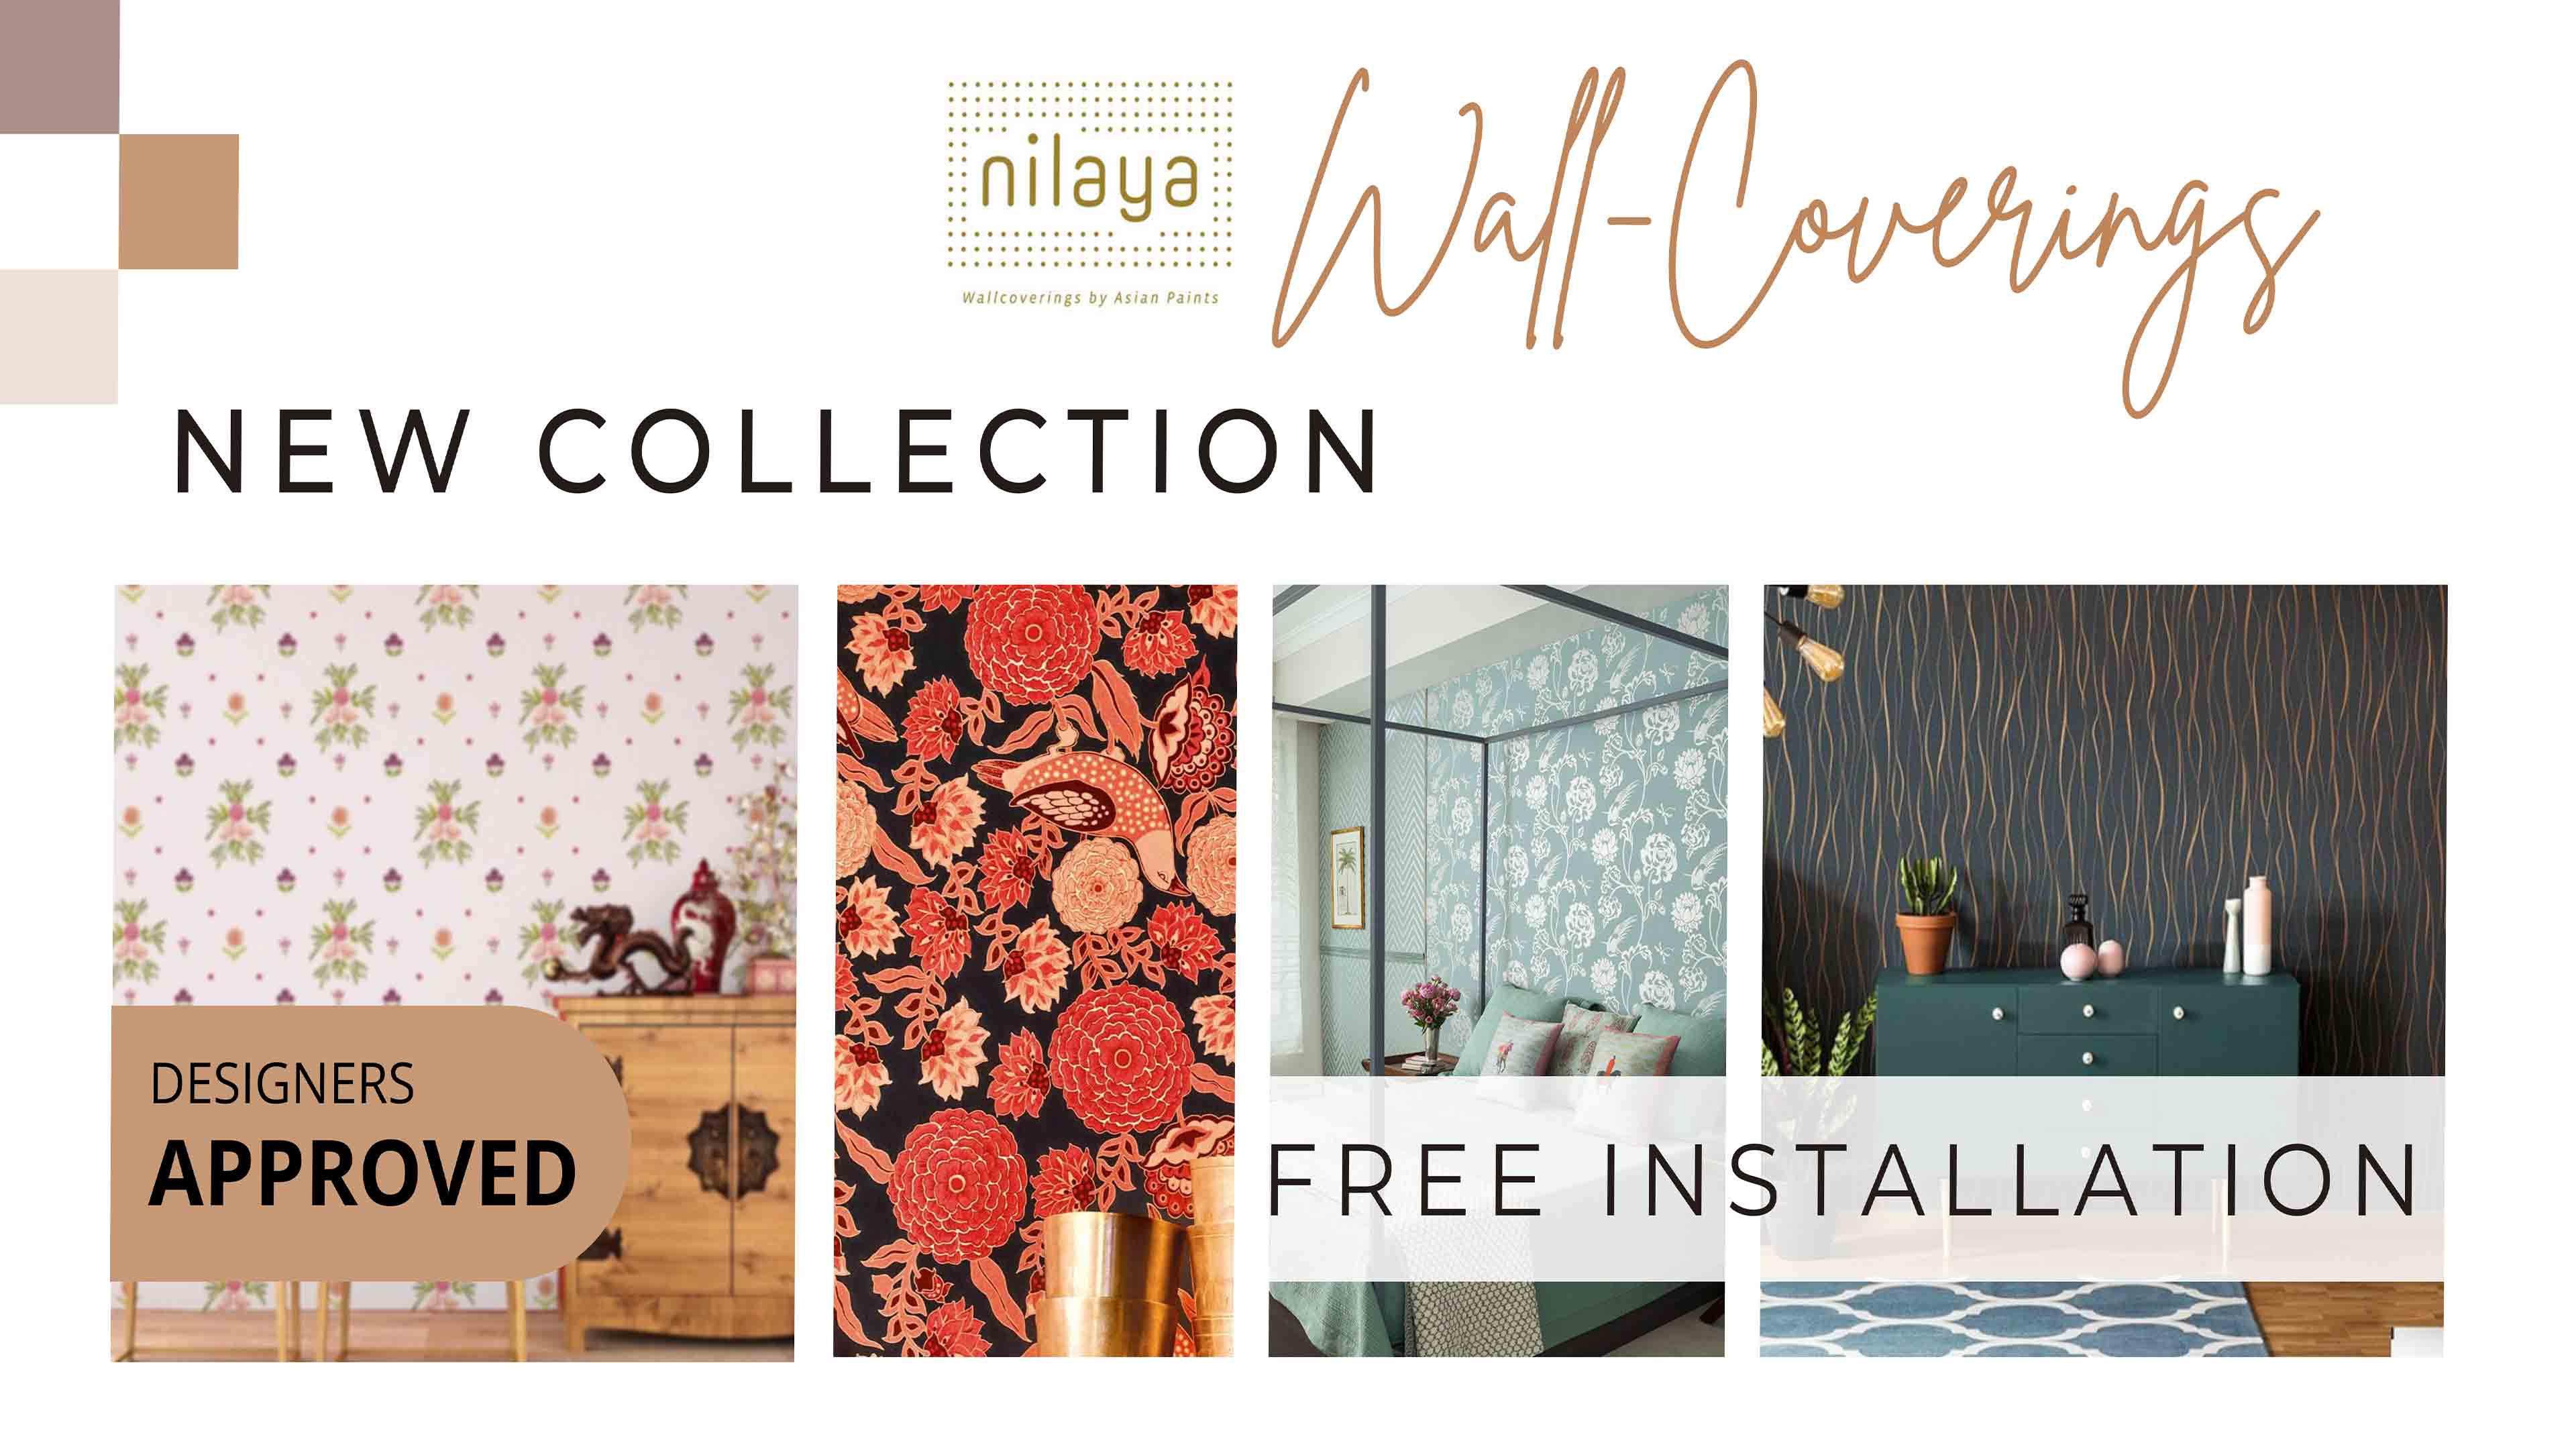 nilaya
Wallcoverings by Asian Paints
Wall-Coverings
NEW COLLECTION
DESIGNERS
APPROVED
FREE INSTALLATION